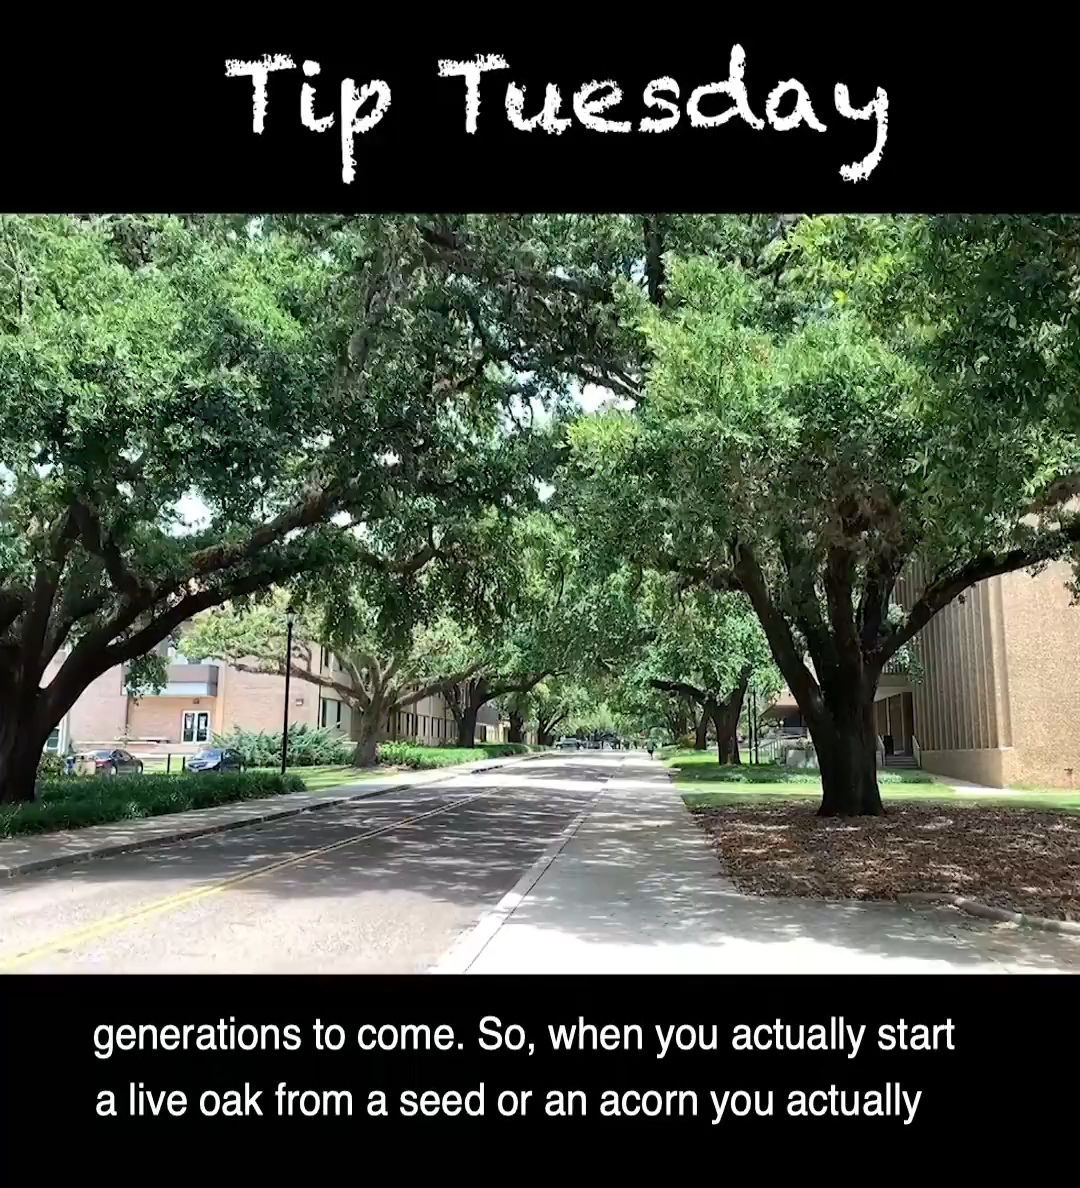 Tip Tuesday
generations to come. So, when you actually start
a live oak from a seed or an acorn you actually